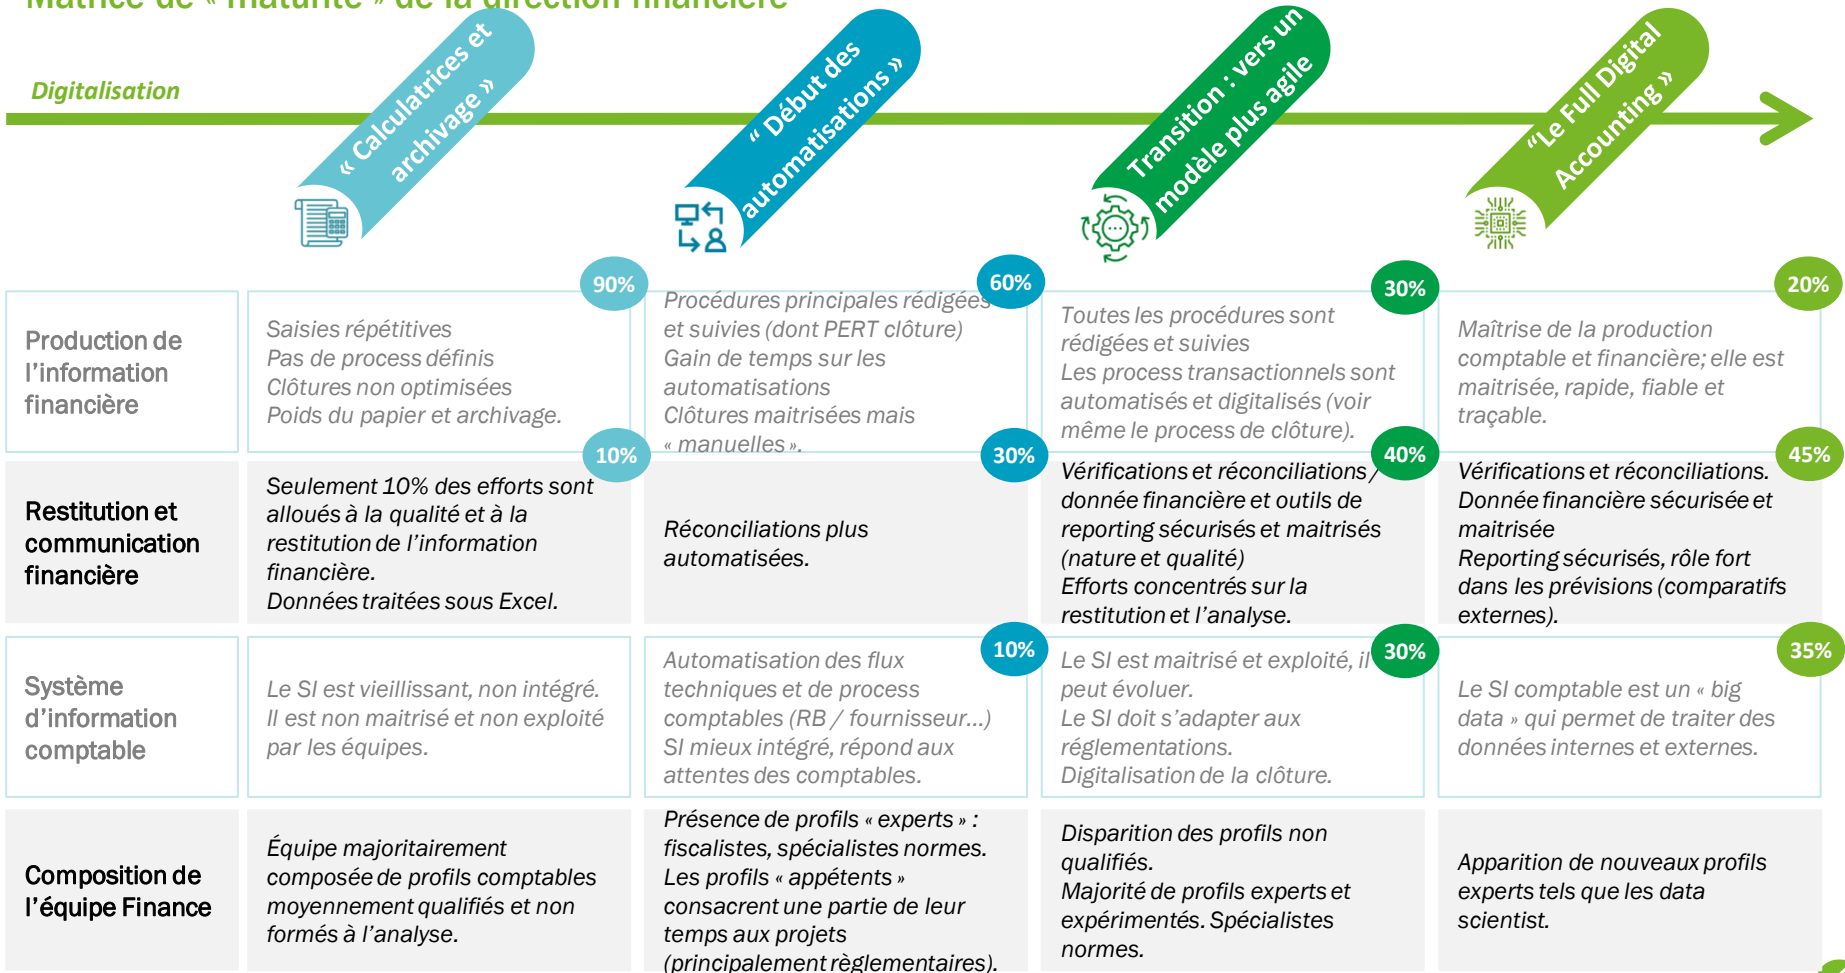 Matrice de « maturité » de la direction financière
Digitalisation
« Calculatrices et
archivage »
“ Début des
automatisations »
Transition : vers un
modèle plus agile
“Le Full Digital
Accounting »
90%
60%
30%
20%
Production de
l’information
financière
Saisies répétitives
Pas de process définis
Clôtures non optimisées
Poids du papier et archivage.
Procédures principales rédigées
et suivies (dont PERT clôture)
Gain de temps sur les
automatisations
Clôtures maitrisées mais
« manuelles ».
Toutes les procédures sont
rédigées et suivies
Les process transactionnels sont
automatisés et digitalisés (voir
même le process de clôture).
Maîtrise de la production
comptable et financière; elle est
maitrisée, rapide, fiable et
traçable.
10%
30%
40%
45%
Restitution et
communication
financière
Seulement 10% des efforts sont
alloués à la qualité et à la
restitution de l’information
financière.
Données traitées sous Excel.
Réconciliations plus
automatisées.
Vérifications et réconciliations /
donnée financière et outils de
reporting sécurisés et maitrisés
(nature et qualité)
Efforts concentrés sur la
restitution et l’analyse.
Vérifications et réconciliations.
Donnée financière sécurisée et
maitrisée
Reporting sécurisés, rôle fort
dans les prévisions (comparatifs
externes).
10%
30%
35%
Système
d’information
comptable
Le SI est vieillissant, non intégré.
Il est non maitrisé et non exploité
par les équipes.
Automatisation des flux
techniques et de process
comptables (RB / fournisseur…)
SI mieux intégré, répond aux
attentes des comptables.
Le SI est maitrisé et exploité, il
peut évoluer.
Le SI doit s’adapter aux
réglementations.
Digitalisation de la clôture.
Le SI comptable est un « big
data » qui permet de traiter des
données internes et externes.
Composition de
l’équipe Finance
Équipe majoritairement
composée de profils comptables
moyennement qualifiés et non
formés à l’analyse.
Présence de profils « experts » :
fiscalistes, spécialistes normes.
Les profils « appétents »
consacrent une partie de leur
temps aux projets
(principalement règlementaires).
Disparition des profils non
qualifiés.
Majorité de profils experts et
expérimentés. Spécialistes
normes.
Apparition de nouveaux profils
experts tels que les data
scientist.